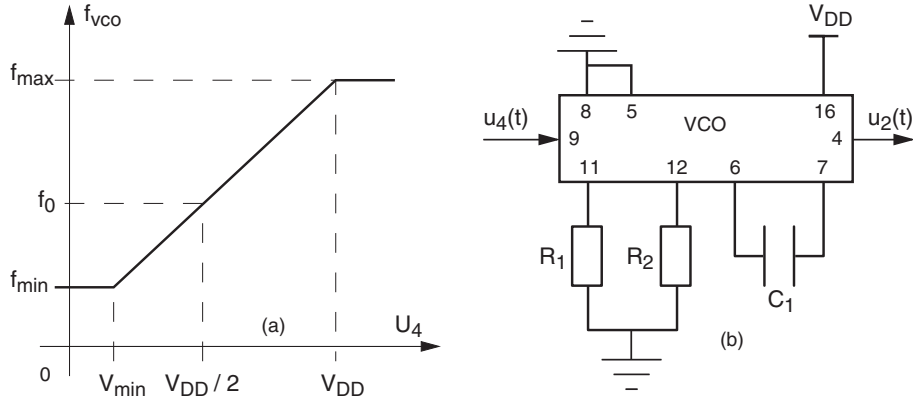 f_VCO
f_max
f_0
f_min
0
V_min
V_DD / 2
V_DD
U_4
(a)
V_DD
8
5
16
u_4(t)
9
VCO
4
u_2(t)
11
12
6
7
R_1
R_2
C_1
(b)